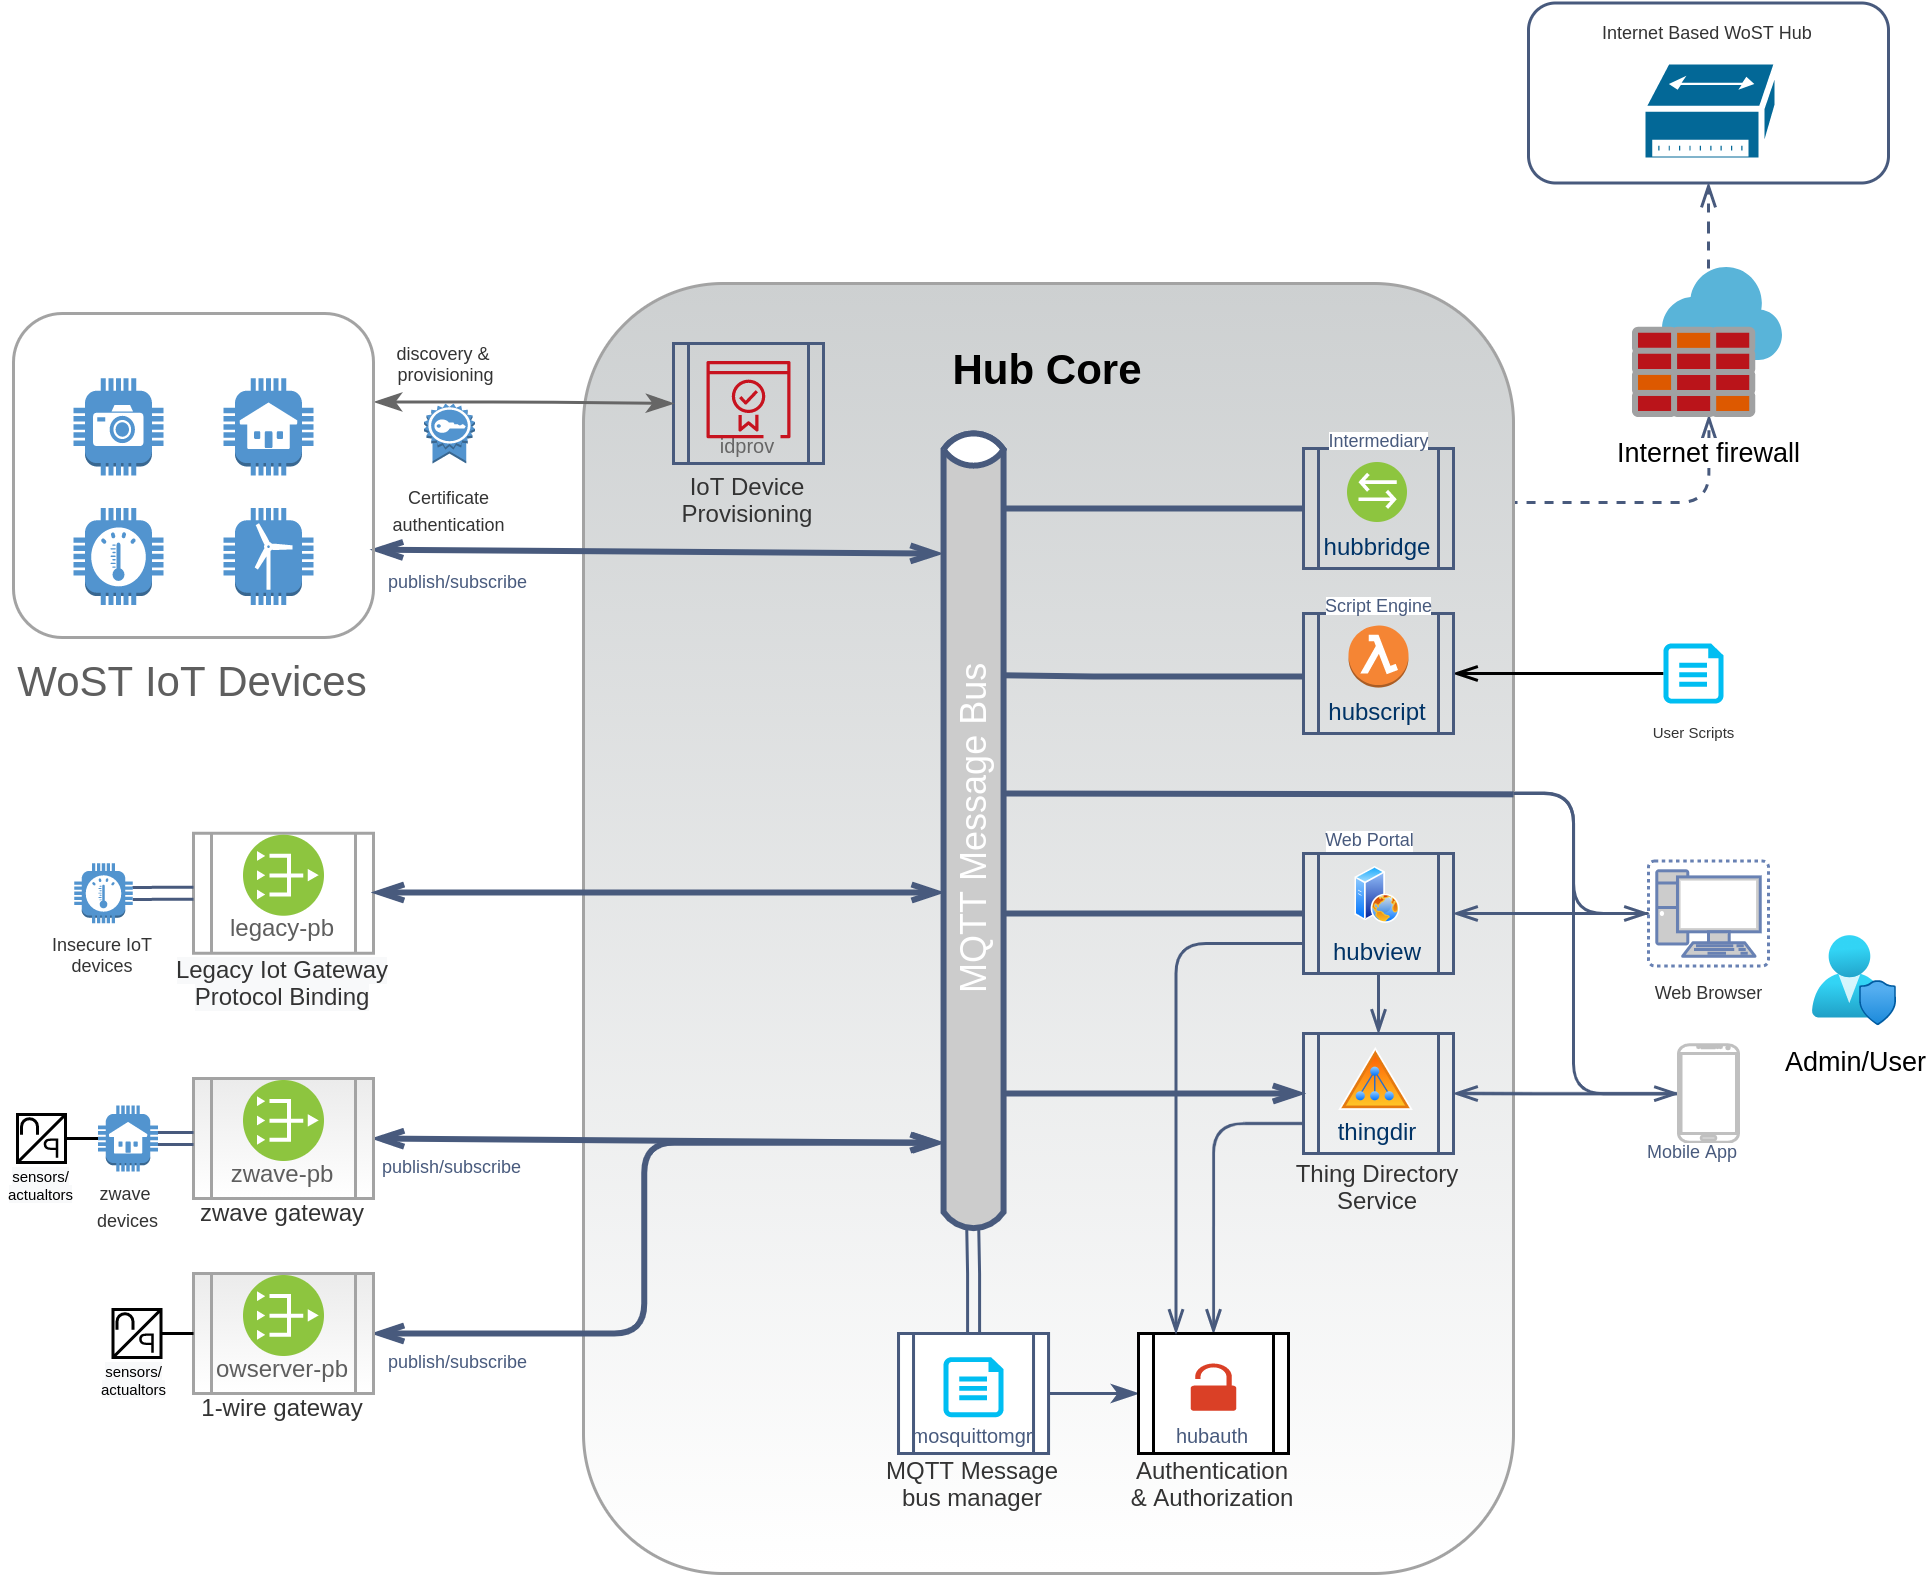 Internet Based WoST Hub
discovery &
provisioning
Certificate
authentication
publish/subscribe
WoST IoT Devices
idprov
IoT Device
Provisioning
Hub Core
MQTT Message Bus
Intermediary
hubbridge
Internet firewall
Script Engine
hubscript
User Scripts
Web Portal
hubview
Web Browser
Admin/User
thingdir
Thing Directory
Service
Mobile App
Insecure IoT
devices
legacy-pb
Legacy Iot Gateway
Protocol Binding
sensors/
actualtors
zwave
devices
zwave-pb
zwave gateway
publish/subscribe
sensors/
actualtors
owserver-pb
1-wire gateway
publish/subscribe
mosquittomgr
MQTT Message
bus manager
hubauth
Authentication
& Authorization